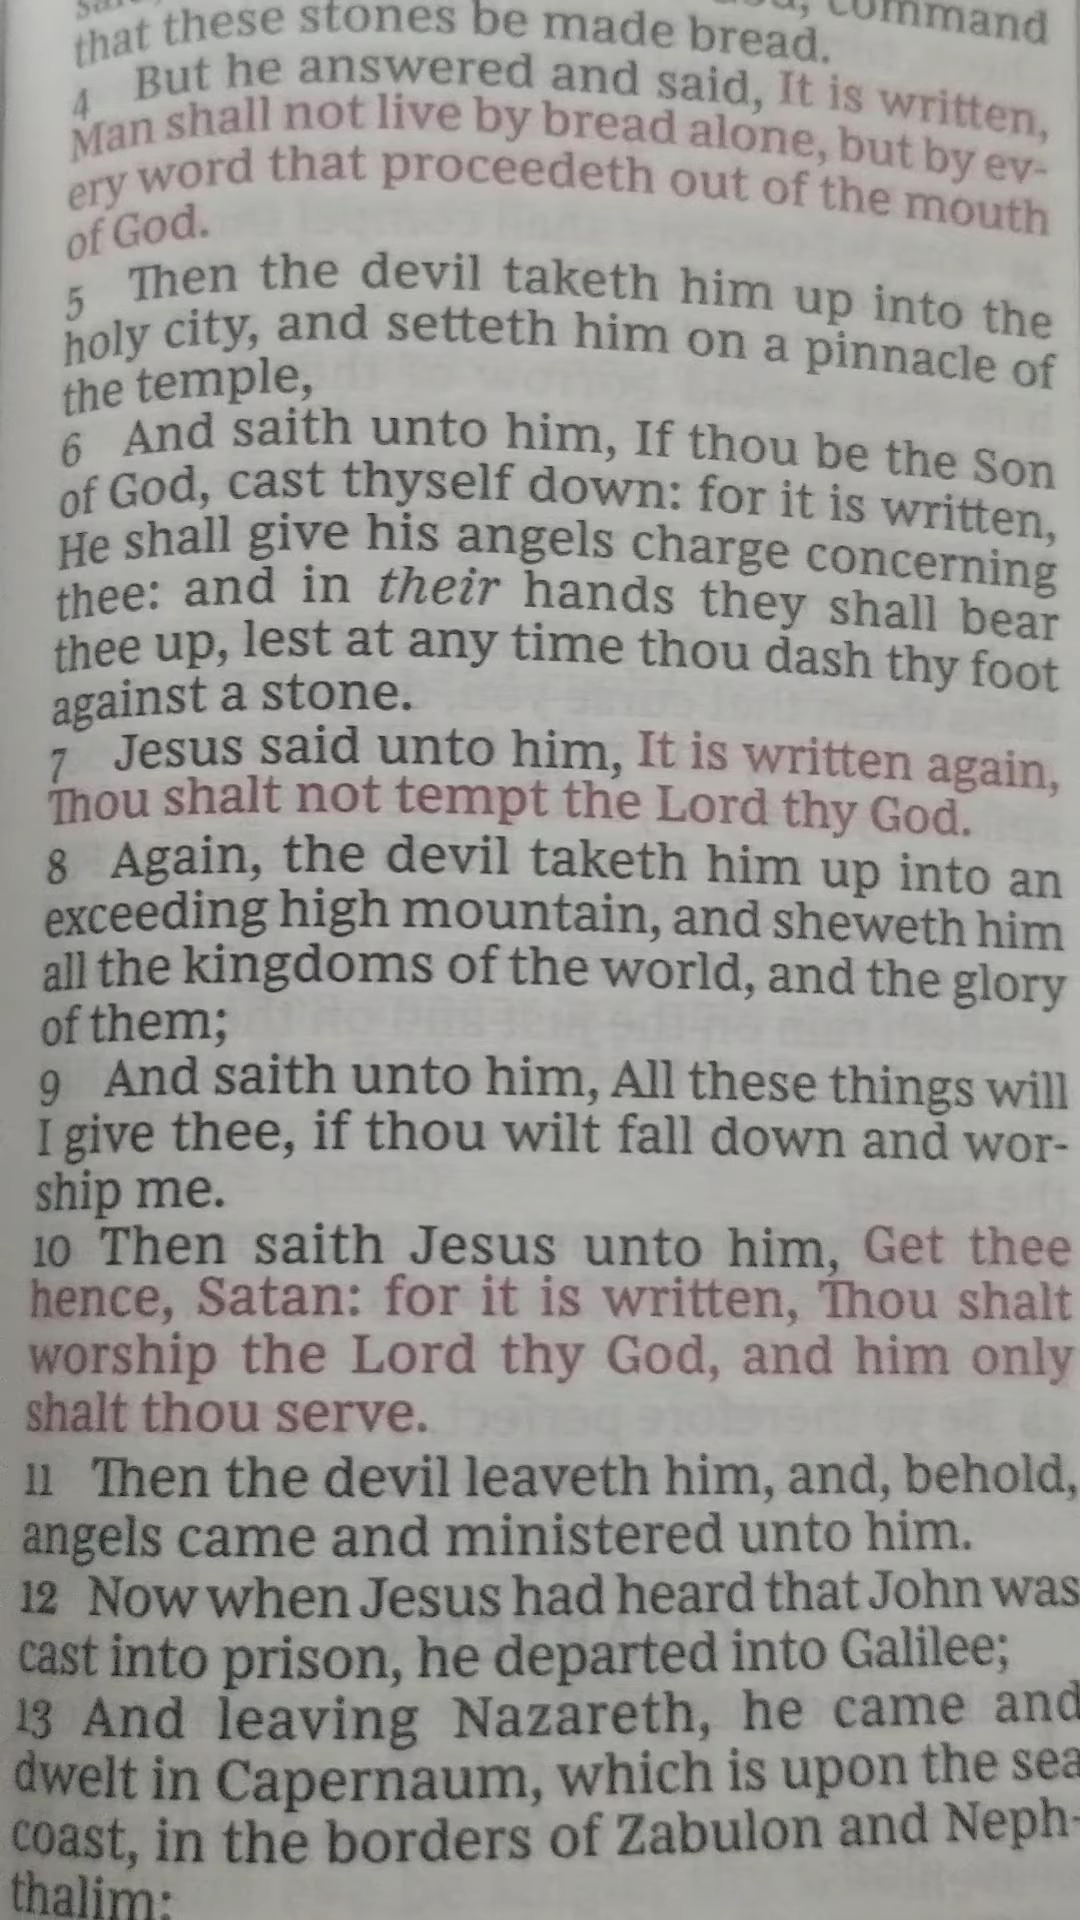 command
that these stones be made bread.
4 But he answered and said, It is written,
Man shall not live by bread alone, but by ev-
ery word that proceedeth out of the mouth
of God.
5 Then the devil taketh him up into the
holy city, and setteth him on a pinnacle of
the temple,
6 And saith unto him, If thou be the Son
of God, cast thyself down: for it is written,
He shall give his angels charge concerning
thee: and in their hands they shall bear
thee up, lest at any time thou dash thy foot
against a stone.
7 Jesus said unto him, It is written again,
Thou shalt not tempt the Lord thy God.
8 Again, the devil taketh him up into an
exceeding high mountain, and sheweth him
all the kingdoms of the world, and the glory
of them;
9 And saith unto him, All these things will
I give thee, if thou wilt fall down and wor-
ship me.
10 Then saith Jesus unto him, Get thee
hence, Satan: for it is written, Thou shalt
worship the Lord thy God, and him only
shalt thou serve.
11 Then the devil leaveth him, and, behold,
angels came and ministered unto him.
12 Now when Jesus had heard that John was
cast into prison, he departed into Galilee;
13 And leaving Nazareth, he came and
dwelt in Capernaum, which is upon the sea
coast, in the borders of Zabulon and Neph-
thalim: